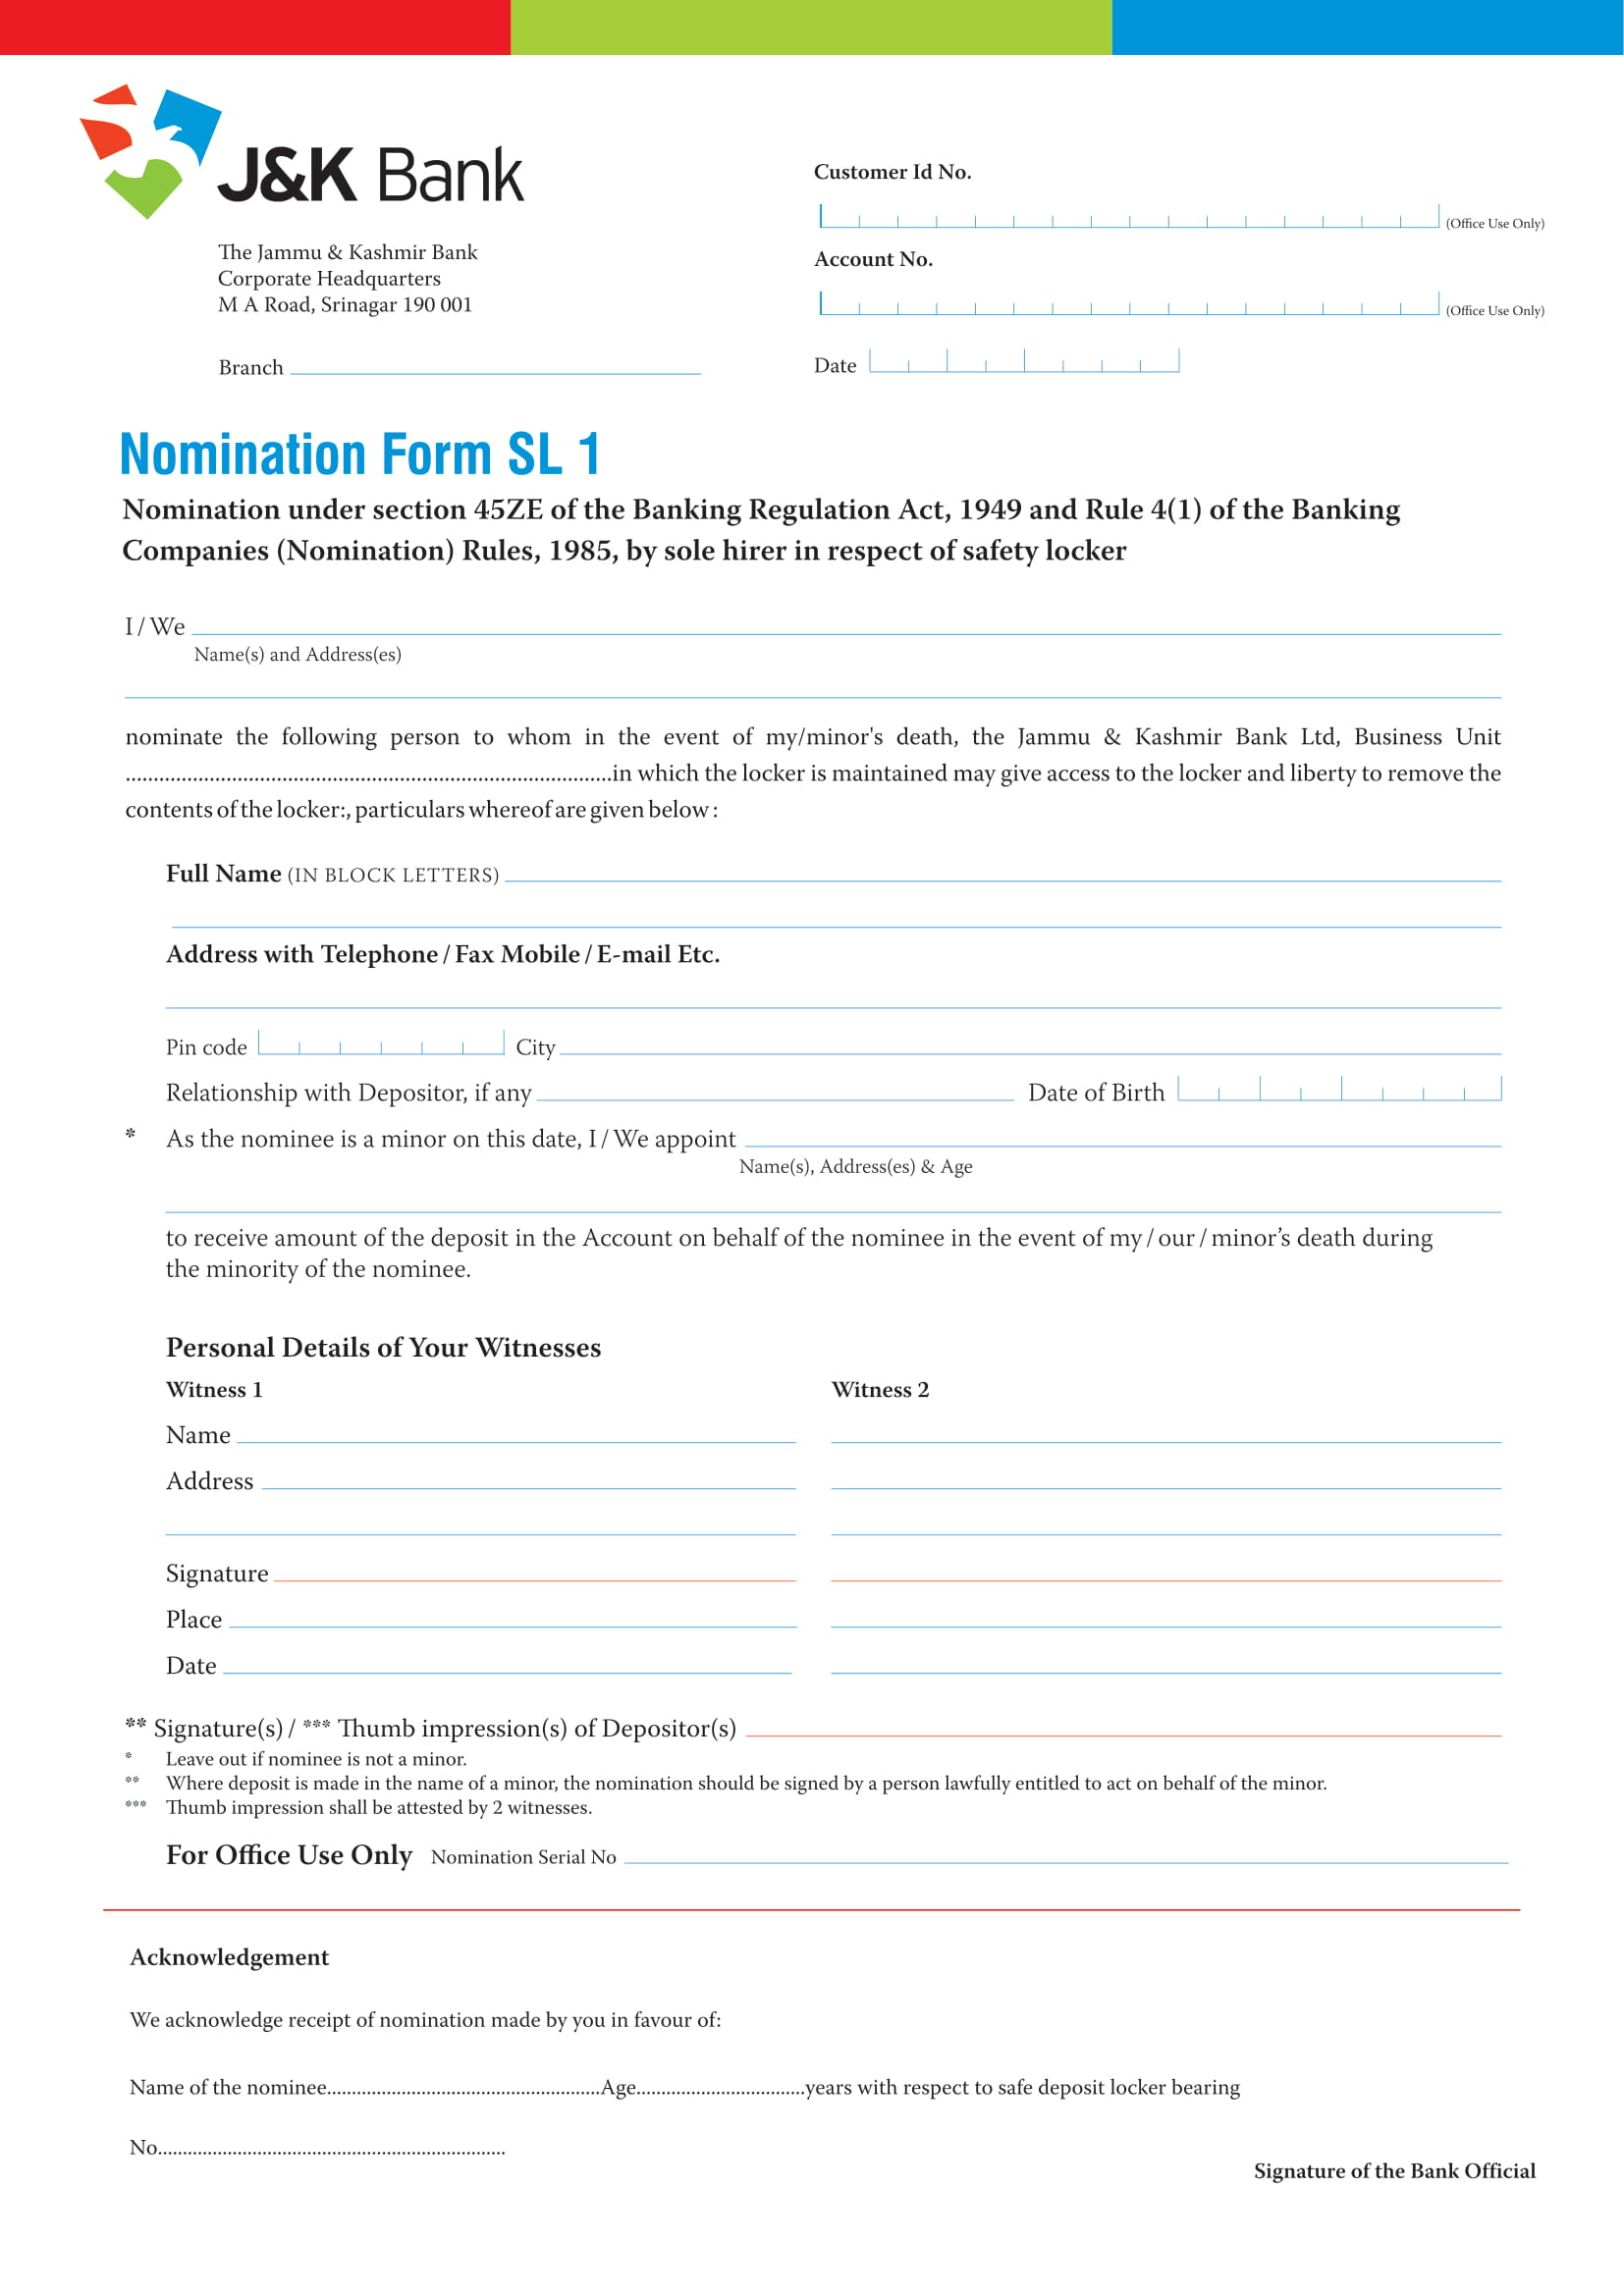 J&K Bank
The Jammu & Kashmir Bank
Corporate Headquarters
M A Road, Srinagar 190 001
Branch
Customer Id No.
(Office Use Only)
Account No.
(Office Use Only)
Date
Nomination Form SL 1
Nomination under section 45ZE of the Banking Regulation Act, 1949 and Rule 4(1) of the Banking
Companies (Nomination) Rules, 1985, by sole hirer in respect of safety locker
I / We
Name(s) and Address(es)
nominate the following person to whom in the event of my/minor's death, the Jammu & Kashmir Bank Ltd, Business Unit
.......................................................................................in which the locker is maintained may give access to the locker and liberty to remove the
contents of the locker:, particulars whereof are given below :
Full Name (IN BLOCK LETTERS)
Address with Telephone / Fax Mobile / E-mail Etc.
Pin code City
Relationship with Depositor, if any Date of Birth
* As the nominee is a minor on this date, I / We appoint
Name(s), Address(es) & Age
to receive amount of the deposit in the Account on behalf of the nominee in the event of my / our / minor’s death during
the minority of the nominee.
Personal Details of Your Witnesses
Witness 1 Witness 2
Name
Address
Signature
Place
Date
** Signature(s) / *** Thumb impression(s) of Depositor(s)
* Leave out if nominee is not a minor.
** Where deposit is made in the name of a minor, the nomination should be signed by a person lawfully entitled to act on behalf of the minor.
*** Thumb impression shall be attested by 2 witnesses.
For Office Use Only Nomination Serial No
Acknowledgement
We acknowledge receipt of nomination made by you in favour of:
Name of the nominee.......................................................Age..................................years with respect to safe deposit locker bearing
No......................................................................
Signature of the Bank Official